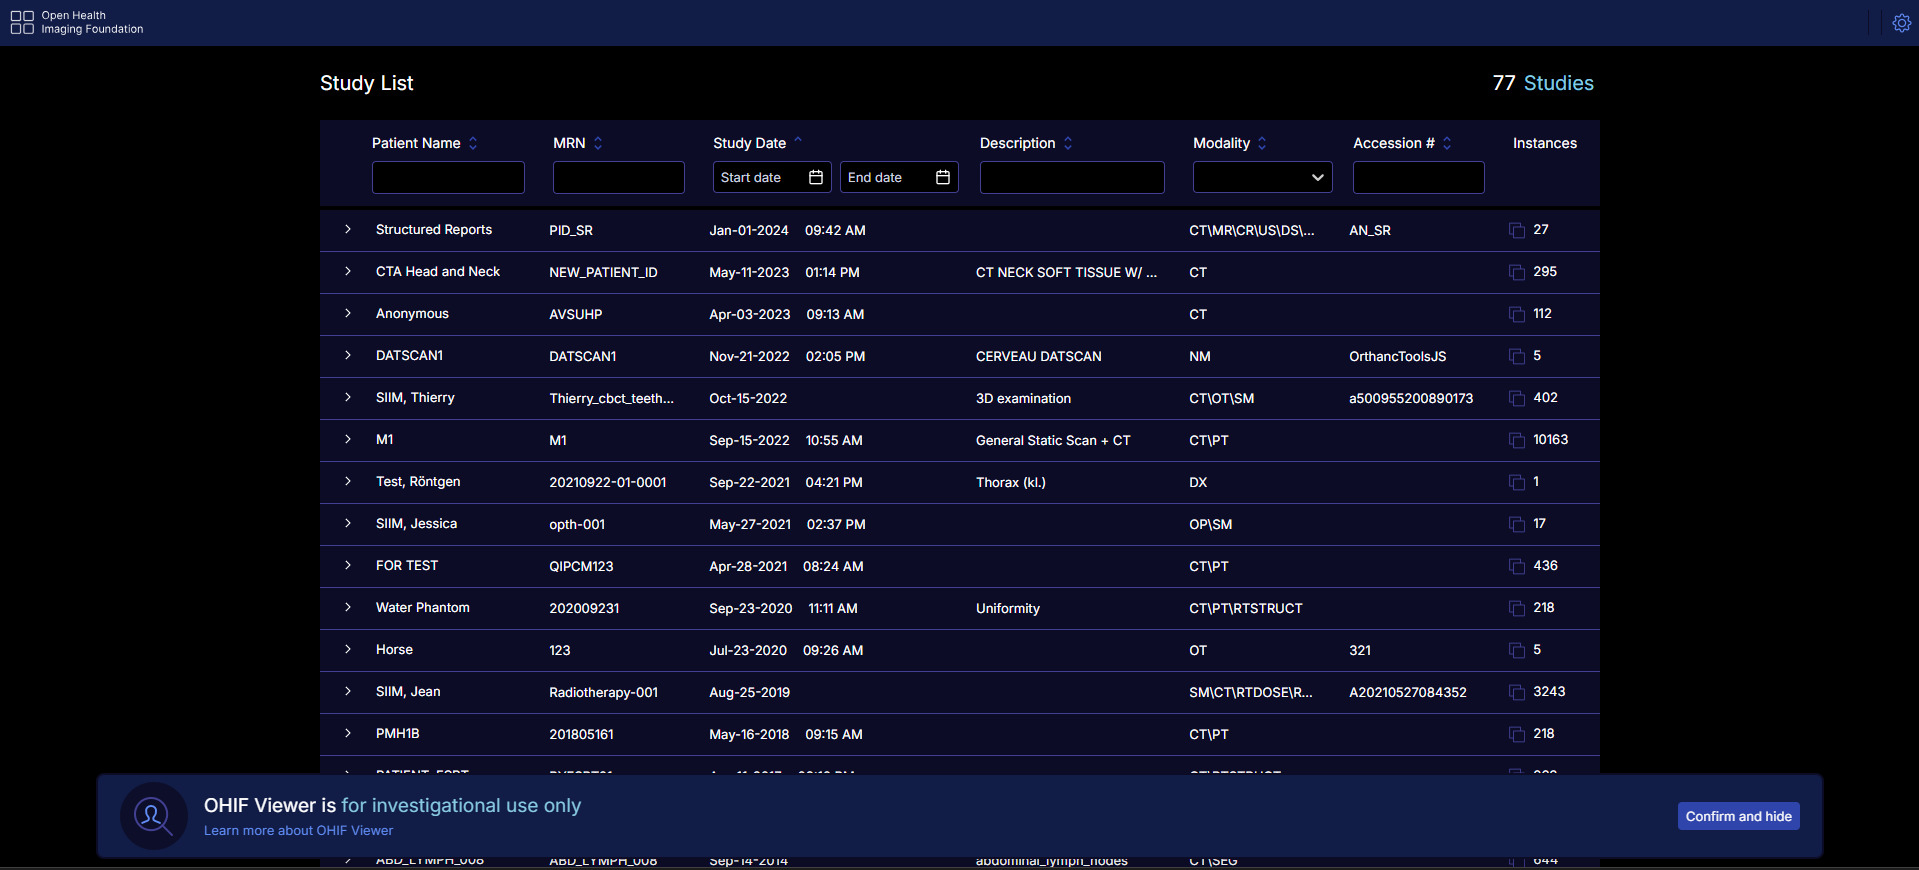 Open Health
Imaging Foundation
Study List
77 Studies
Patient Name MRN Study Date Description Modality Accession # Instances
Start date End date
Structured Reports PID_SR Jan-01-2024 09:42 AM CT\MR\CR\US\DS\... AN_SR 27
CTA Head and Neck NEW_PATIENT_ID May-11-2023 01:14 PM CT NECK SOFT TISSUE W/ ... CT 295
Anonymous AVSUHP Apr-03-2023 09:13 AM CT 112
DATSCAN1 DATSCAN1 Nov-21-2022 02:05 PM CERVEAU DATSCAN NM OrthancToolsJS 5
SIIM, Thierry Thierry_cbct_teeth... Oct-15-2022 3D examination CT\OT\SM a500955200890173 402
M1 M1 Sep-15-2022 10:55 AM General Static Scan + CT CT\PT 10163
Test, Röntgen 20210922-01-0001 Sep-22-2021 04:21 PM Thorax (kl.) DX 1
SIIM, Jessica opth-001 May-27-2021 02:37 PM OP\SM 17
FOR TEST QIPCM123 Apr-28-2021 08:24 AM CT\PT 436
Water Phantom 202009231 Sep-23-2020 11:11 AM Uniformity CT\PT\RTSTRUCT 218
Horse 123 Jul-23-2020 09:26 AM OT 321 5
SIIM, Jean Radiotherapy-001 Aug-25-2019 SM\CT\RTDOSE\R... A20210527084352 3243
PMH1B 201805161 May-16-2018 09:15 AM CT\PT 218
OHIF Viewer is for investigational use only
Learn more about OHIF Viewer
Confirm and hide
ABD_LYMPH_008 ABD_LYMPH_008 Sep-14-2014 abdominal_lymph_nodes CT\SEG 644